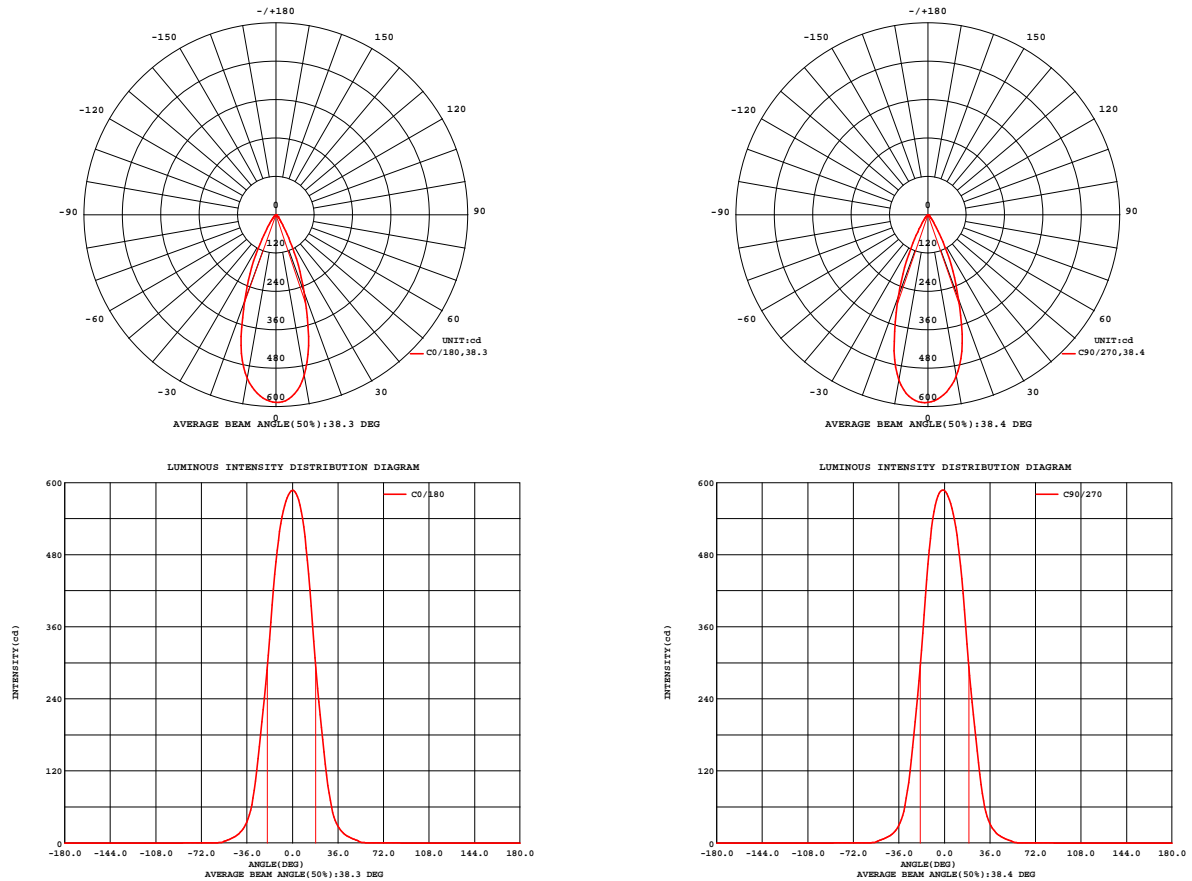 -/+180
-150
150
-120
120
-90
90
0
120
240
-60
360
60
UNIT:cd
C0/180,38.3
480
-30
600
30
0
AVERAGE BEAM ANGLE(50%):38.3 DEG
-/+180
-150
150
-120
120
-90
90
0
120
240
-60
360
60
UNIT:cd
C90/270,38.4
480
-30
600
30
0
AVERAGE BEAM ANGLE(50%):38.4 DEG
LUMINOUS INTENSITY DISTRIBUTION DIAGRAM
600
C0/180
480
360
INTENSITY(cd)
240
120
0
-180.0 -144.0 -108.0 -72.0 -36.0 0.0 36.0 72.0 108.0 144.0 180.0
ANGLE(DEG)
AVERAGE BEAM ANGLE(50%):38.3 DEG
LUMINOUS INTENSITY DISTRIBUTION DIAGRAM
600
C90/270
480
360
INTENSITY(cd)
240
120
0
-180.0 -144.0 -108.0 -72.0 -36.0 0.0 36.0 72.0 108.0 144.0 180.0
ANGLE(DEG)
AVERAGE BEAM ANGLE(50%):38.4 DEG